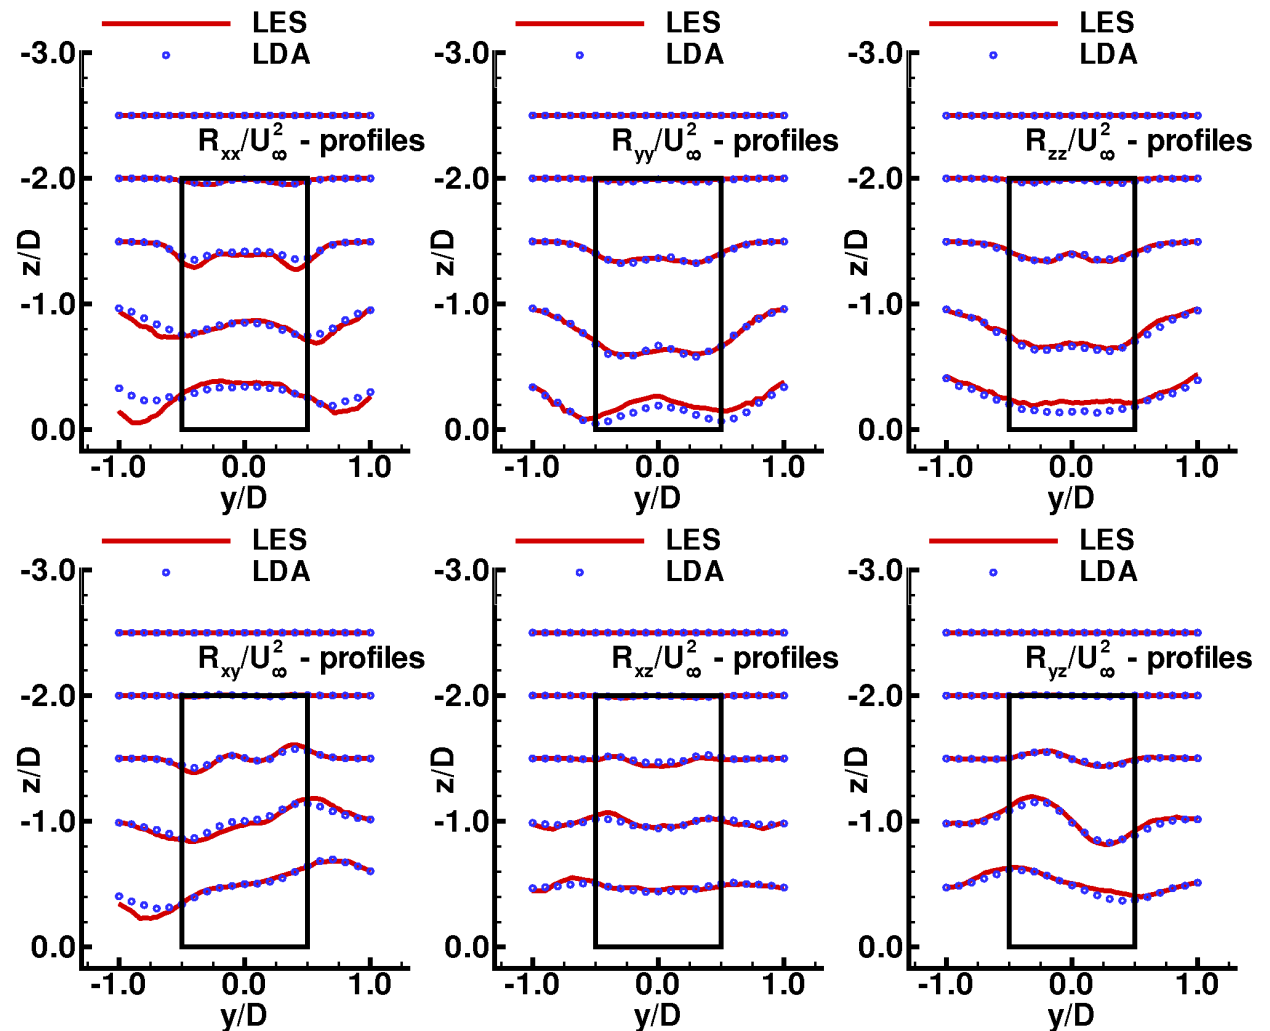 LES
LDA
-3.0
R_xx/U_∞^2 - profiles
-2.0
z/D
-1.0
0.0
-1.0 0.0 1.0
y/D
LES
LDA
-3.0
R_yy/U_∞^2 - profiles
-2.0
z/D
-1.0
0.0
-1.0 0.0 1.0
y/D
LES
LDA
-3.0
R_zz/U_∞^2 - profiles
-2.0
z/D
-1.0
0.0
-1.0 0.0 1.0
y/D
LES
LDA
-3.0
R_xy/U_∞^2 - profiles
-2.0
z/D
-1.0
0.0
-1.0 0.0 1.0
y/D
LES
LDA
-3.0
R_xz/U_∞^2 - profiles
-2.0
z/D
-1.0
0.0
-1.0 0.0 1.0
y/D
LES
LDA
-3.0
R_yz/U_∞^2 - profiles
-2.0
z/D
-1.0
0.0
-1.0 0.0 1.0
y/D